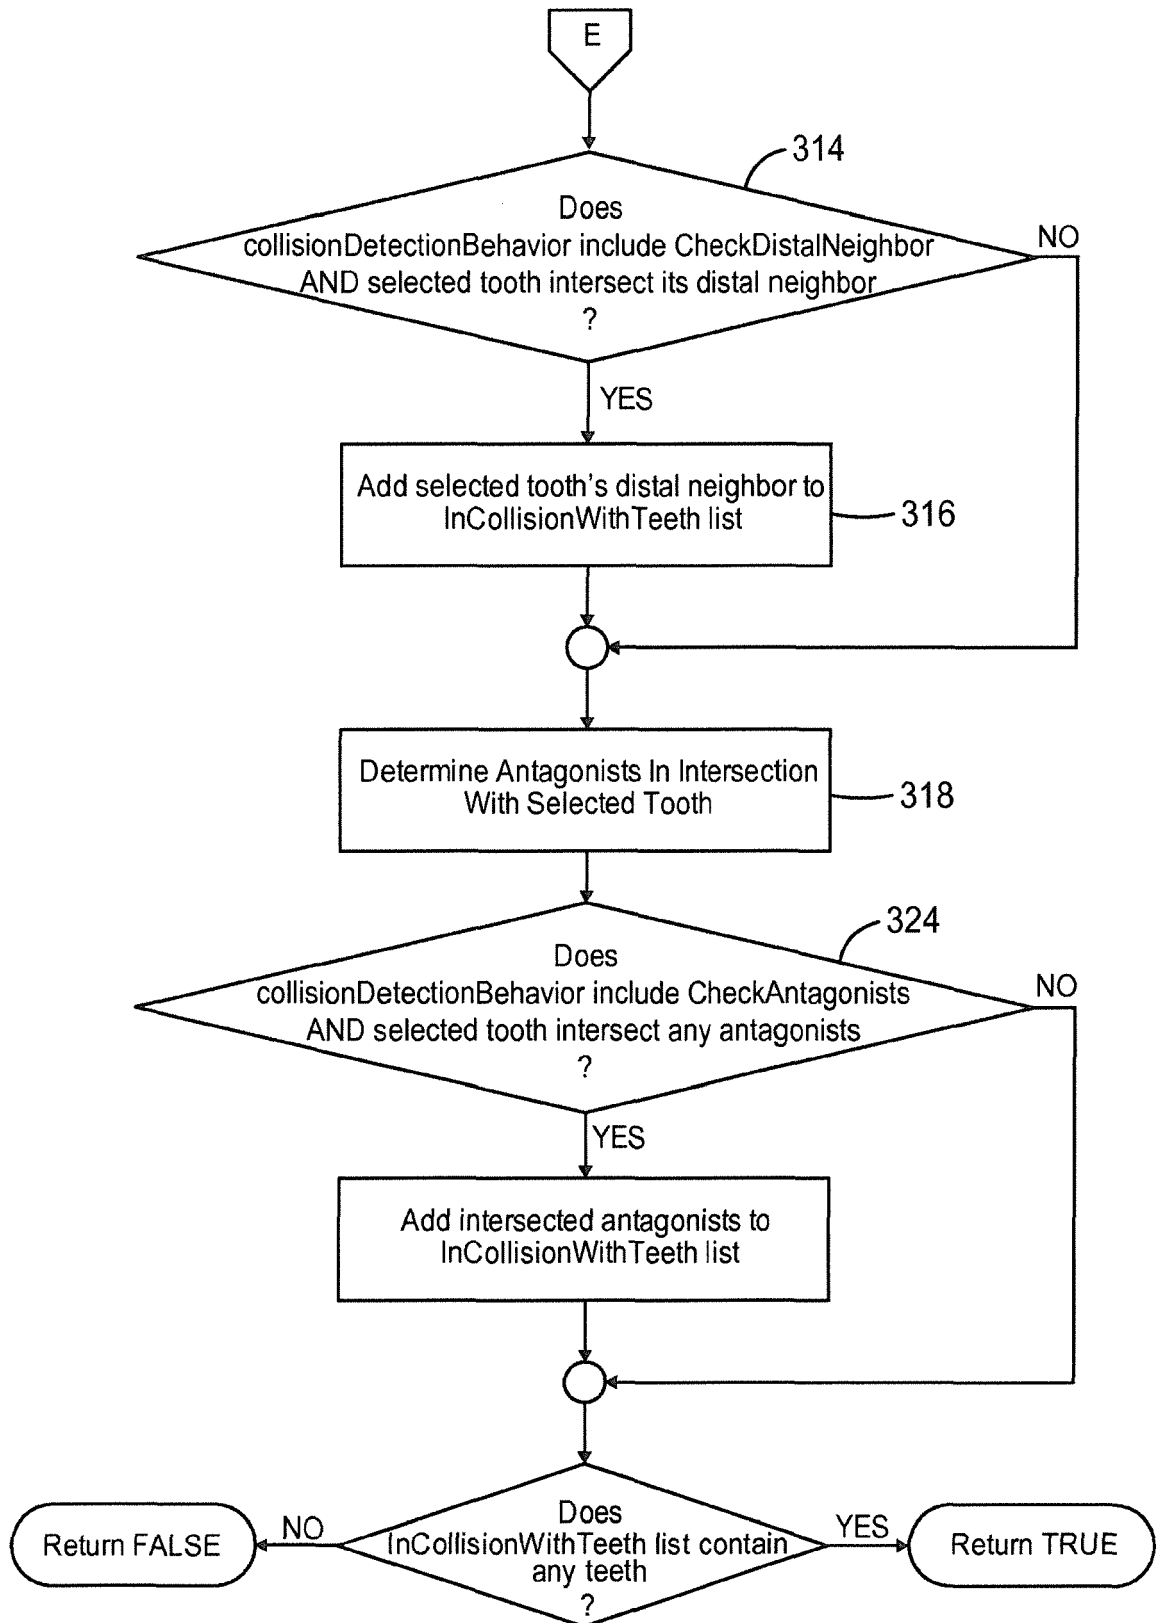 E
314
Does
collisionDetectionBehavior include CheckDistalNeighbor
AND selected tooth intersect its distal neighbor
?
NO
YES
Add selected tooth's distal neighbor to
InCollisionWithTeeth list
316
Determine Antagonists In Intersection
With Selected Tooth
318
324
Does
collisionDetectionBehavior include CheckAntagonists
AND selected tooth intersect any antagonists
?
NO
YES
Add intersected antagonists to
InCollisionWithTeeth list
Does
InCollisionWithTeeth list contain
any teeth
?
NO
Return FALSE
YES
Return TRUE